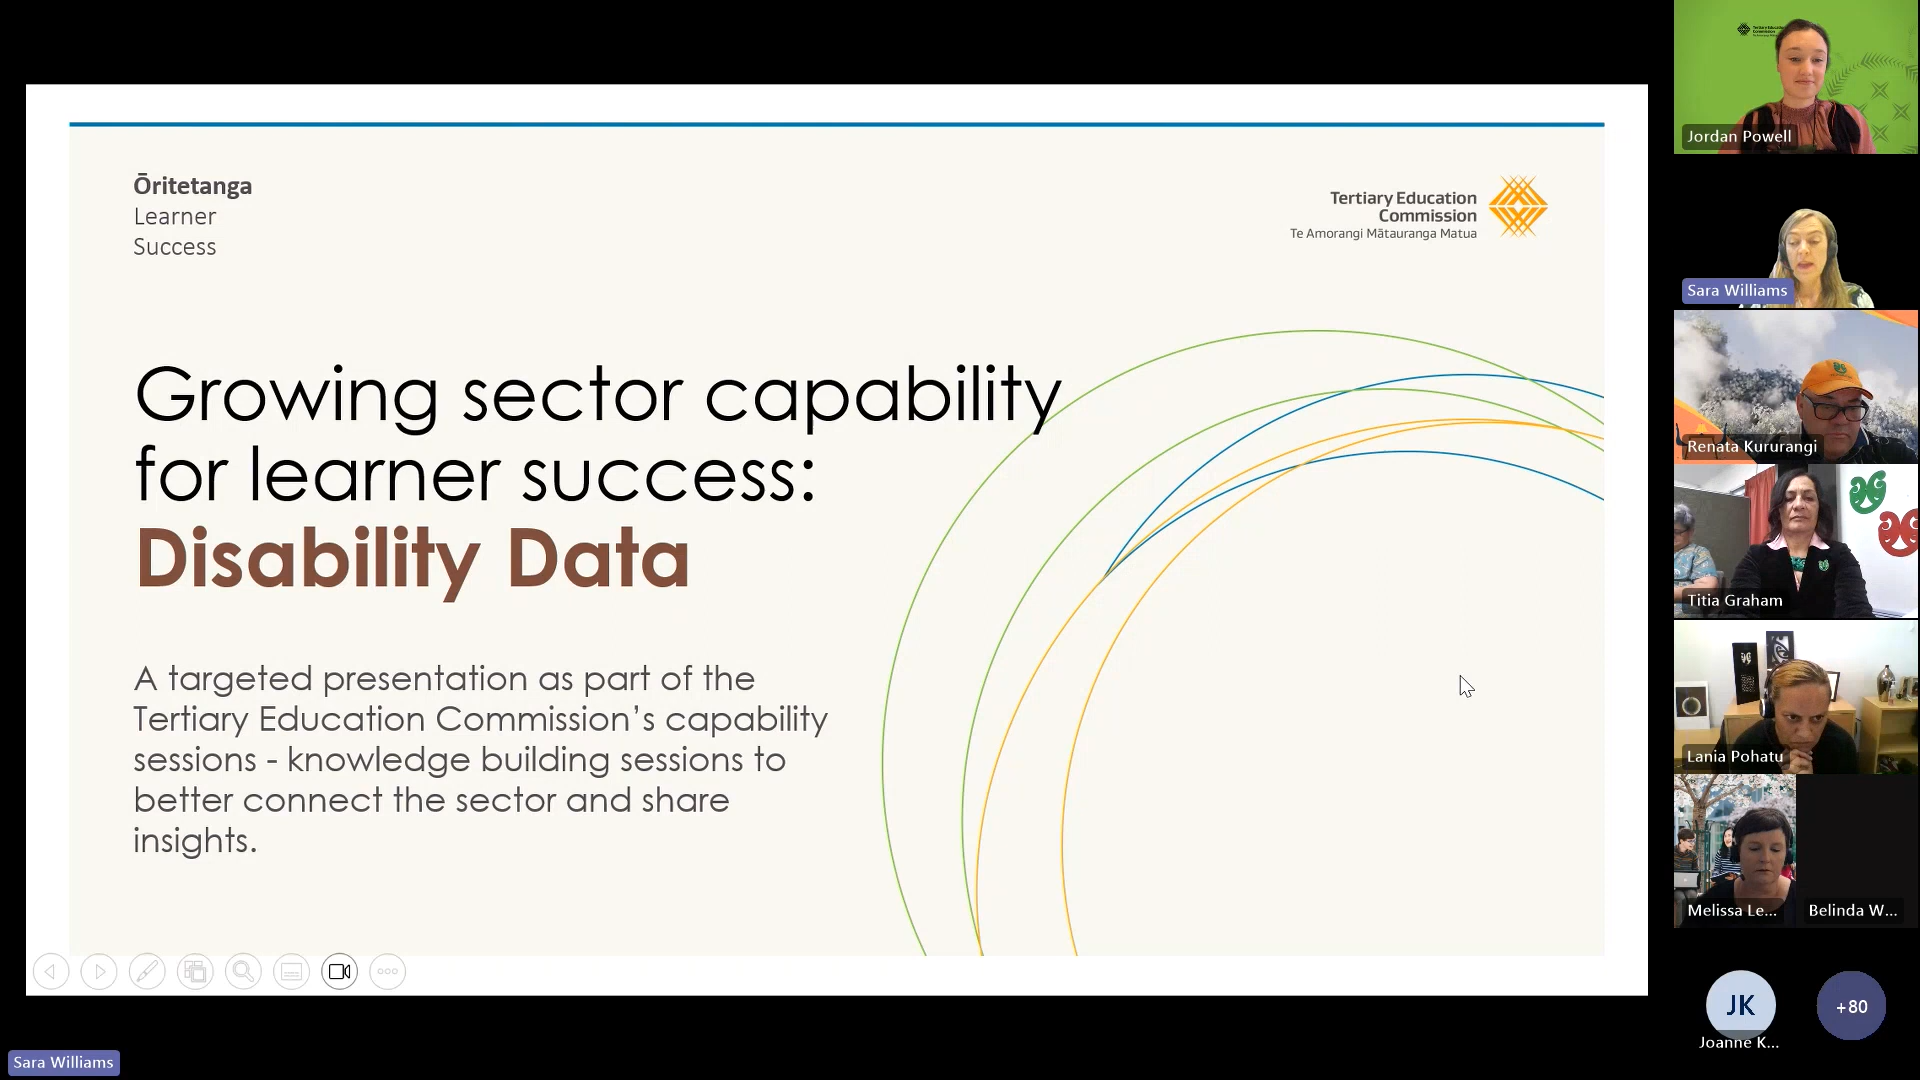 Ōritetanga
Learner
Success
Tertiary Education
Commission
Te Amorangi Mātauranga Matua
Growing sector capability
for learner success:
Disability Data
A targeted presentation as part of the
Tertiary Education Commission’s capability
sessions - knowledge building sessions to
better connect the sector and share
insights.
Sara Williams
Tertiary Education
Commission
Jordan Powell
Sara Williams
Renata Kururangi
Titia Graham
Lania Pohatu
Melissa Le...
Belinda W...
JK
Joanne K...
+80